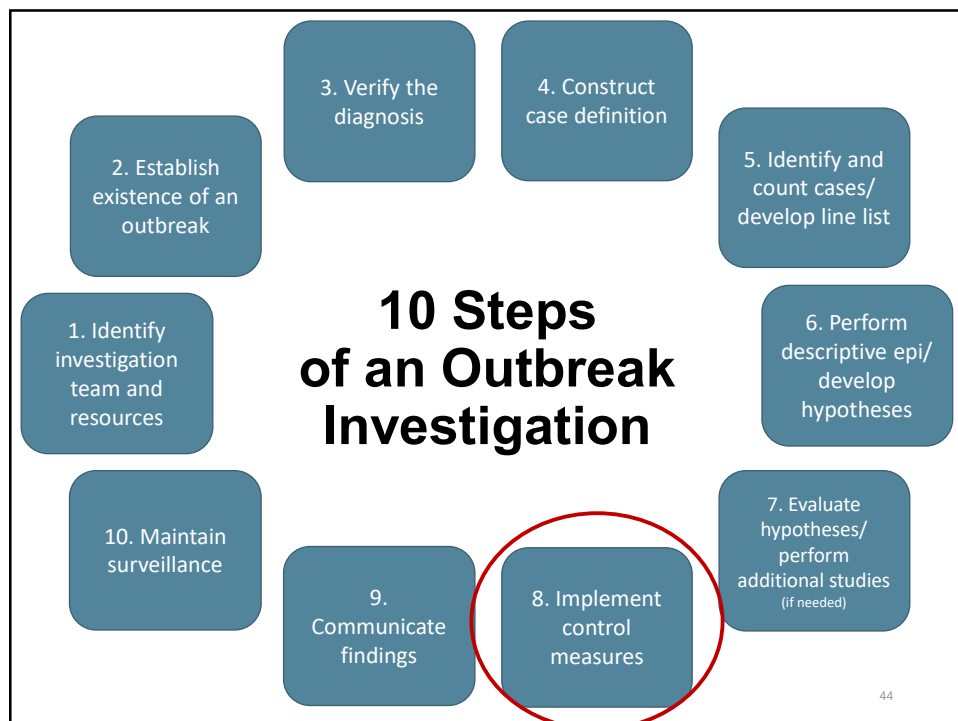 10 Steps
of an Outbreak
Investigation
1. Identify
investigation
team and
resources
2. Establish
existence of an
outbreak
3. Verify the
diagnosis
4. Construct
case definition
5. Identify and
count cases/
develop line list
6. Perform
descriptive epi/
develop
hypotheses
7. Evaluate
hypotheses/
perform
additional studies
(if needed)
8. Implement
control
measures
9.
Communicate
findings
10. Maintain
surveillance
44